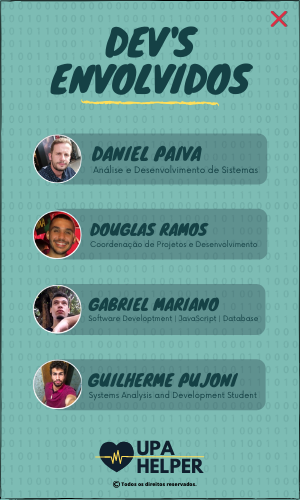 DEV'S
ENVOLVIDOS
DANIEL PAIVA
Análise e Desenvolvimento de Sistemas
DOUGLAS RAMOS
Coordenação de Projetos e Desenvolvimento
GABRIEL MARIANO
Software Developtment | JavaScript | Database
GUILHERME PUJONI
Systems Analysis and Development Student
UPA
HELPER
© Todos os direitos reservados.